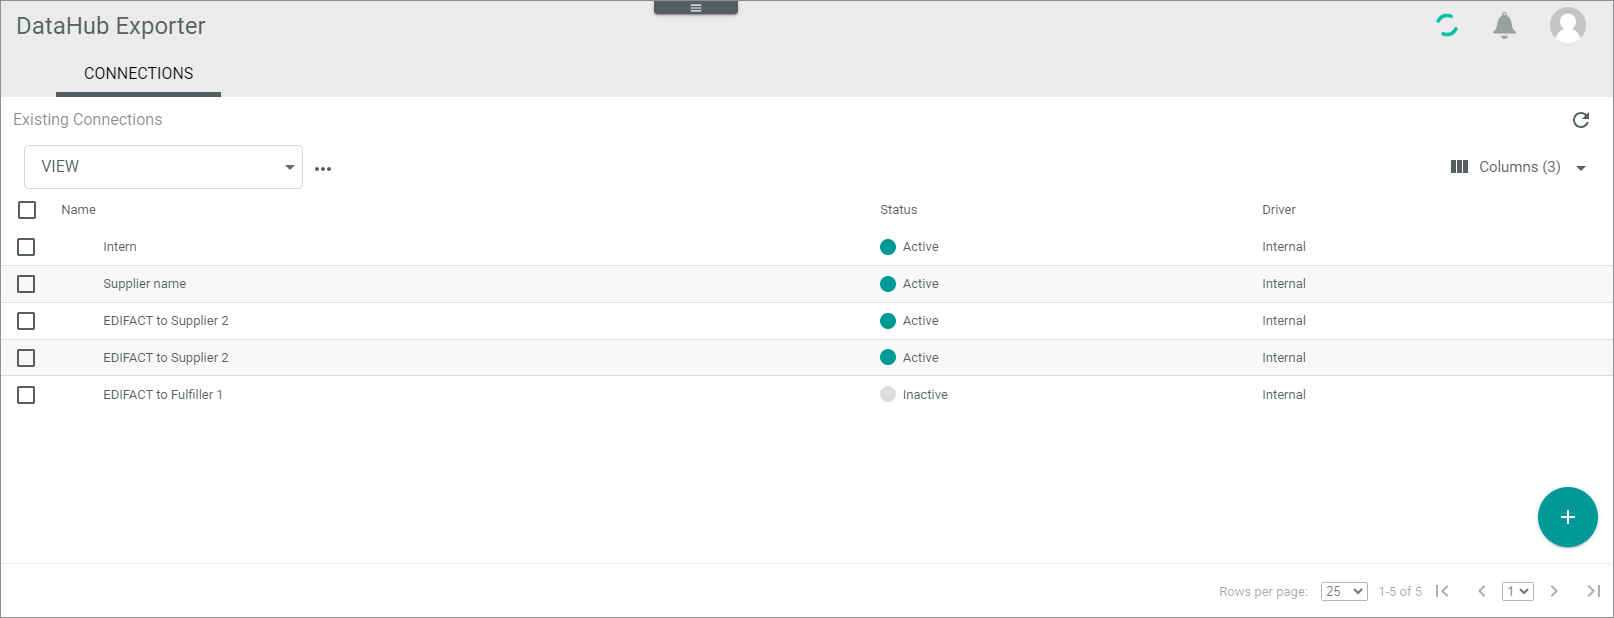 DataHub Exporter
CONNECTIONS
Existing Connections
VIEW
Columns (3)
Name Status Driver
Intern Active Internal
Supplier name Active Internal
EDIFACT to Supplier 2 Active Internal
EDIFACT to Supplier 2 Active Internal
EDIFACT to Fulfiller 1 Inactive Internal
Rows per page: 25 1-5 of 5 1